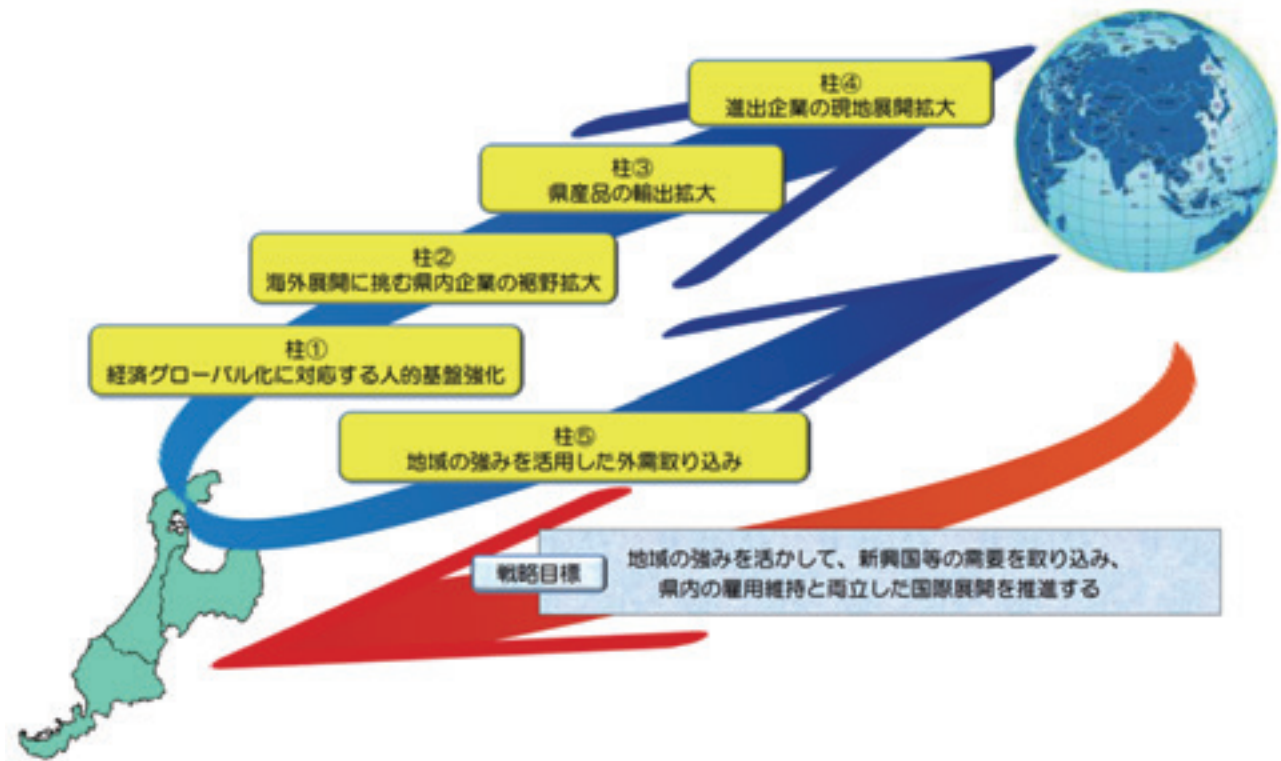 柱④
進出企業の現地展開拡大
柱③
県産品の輸出拡大
柱②
海外展開に挑む県内企業の裾野拡大
柱①
経済グローバル化に対応する人的基盤強化
柱⑤
地域の強みを活用した外需取り込み
戦略目標
地域の強みを活かして、新興国等の需要を取り込み、
県内の雇用維持と両立した国際展開を推進する